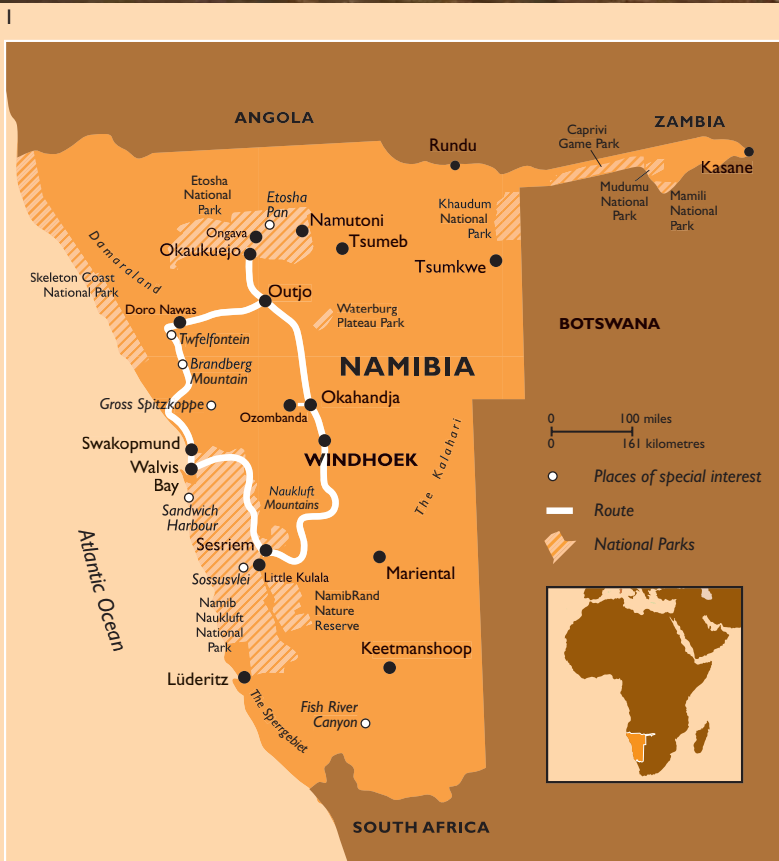 I
ANGOLA
ZAMBIA
Caprivi
Game Park
Rundu
Kasane
Mudumu
National
Park
Mamili
National
Park
Etosha
National
Park
Etosha
Pan
Khaudum
National
Park
Namutoni
Ongava
Okaukuejo
Tsumeb
Tsumkwe
Damaraland
Skeleton Coast
National Park
Outjo
Doro Nawas
Waterburg
Plateau Park
BOTSWANA
Twfelfontein
Brandberg
Mountain
NAMIBIA
Gross Spitzkoppe
Okahandja
Ozombanda
0 100 miles
0 161 kilometres
Swakopmund
WINDHOEK
Walvis
Bay
The Kalahari
Places of special interest
Naukluft
Mountains
Sandwich
Harbour
Route
Atlantic Ocean
Sesriem
National Parks
Sossusvlei
Little Kulala
Mariental
Namib
Naukluft
National
Park
NamibRand
Nature
Reserve
Keetmanshoop
Lüderitz
The Sperrgebiet
Fish River
Canyon
SOUTH AFRICA